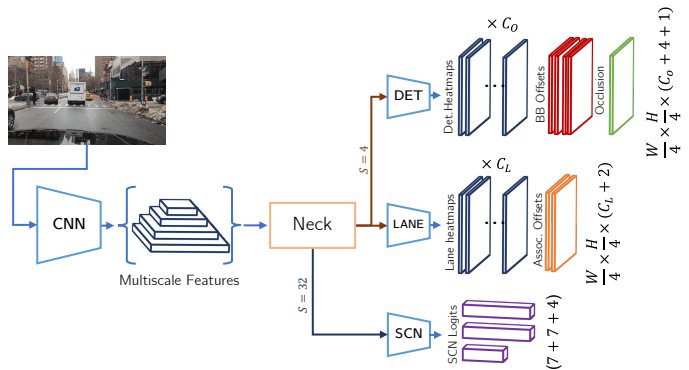 × C_O
DET
Det.Heatmaps
...
BB Offsets
Occlusion
W/4 × H/4 × (C_O + 4 + 1)
S = 4
CNN
Multiscale Features
Neck
× C_L
LANE
Lane heatmaps
...
Assoc. Offsets
W/4 × H/4 × (C_L + 2)
S = 32
SCN
SCN Logits
(7 + 7 + 4)